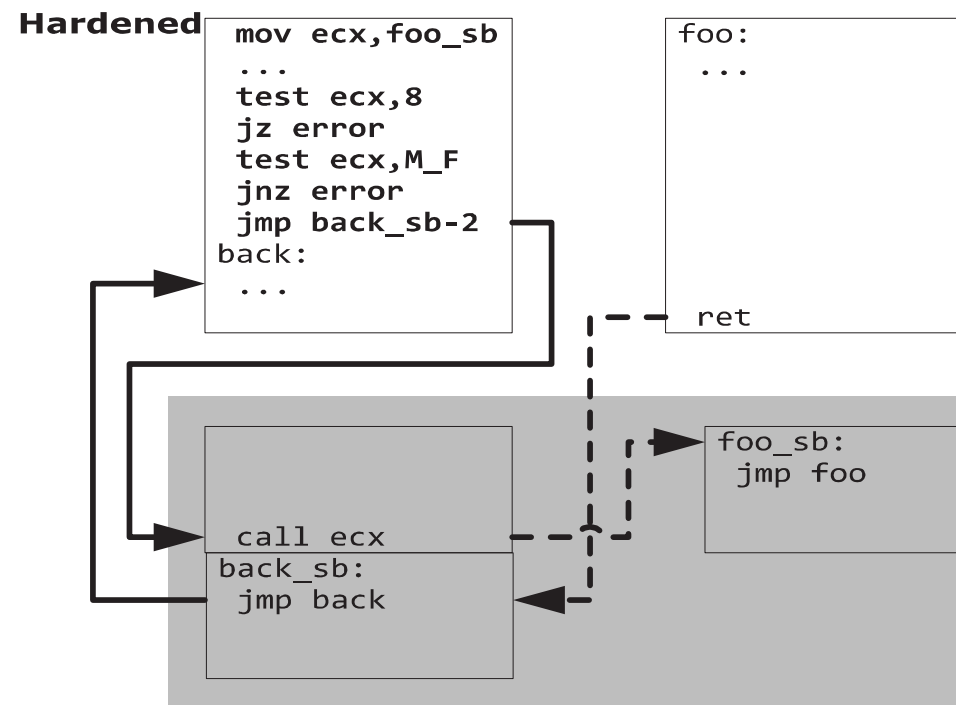 Hardened
mov ecx,foo_sb
...
test ecx,8
jz error
test ecx,M_F
jnz error
jmp back_sb-2
back:
...
foo:
...
ret
call ecx
back_sb:
jmp back
foo_sb:
jmp foo